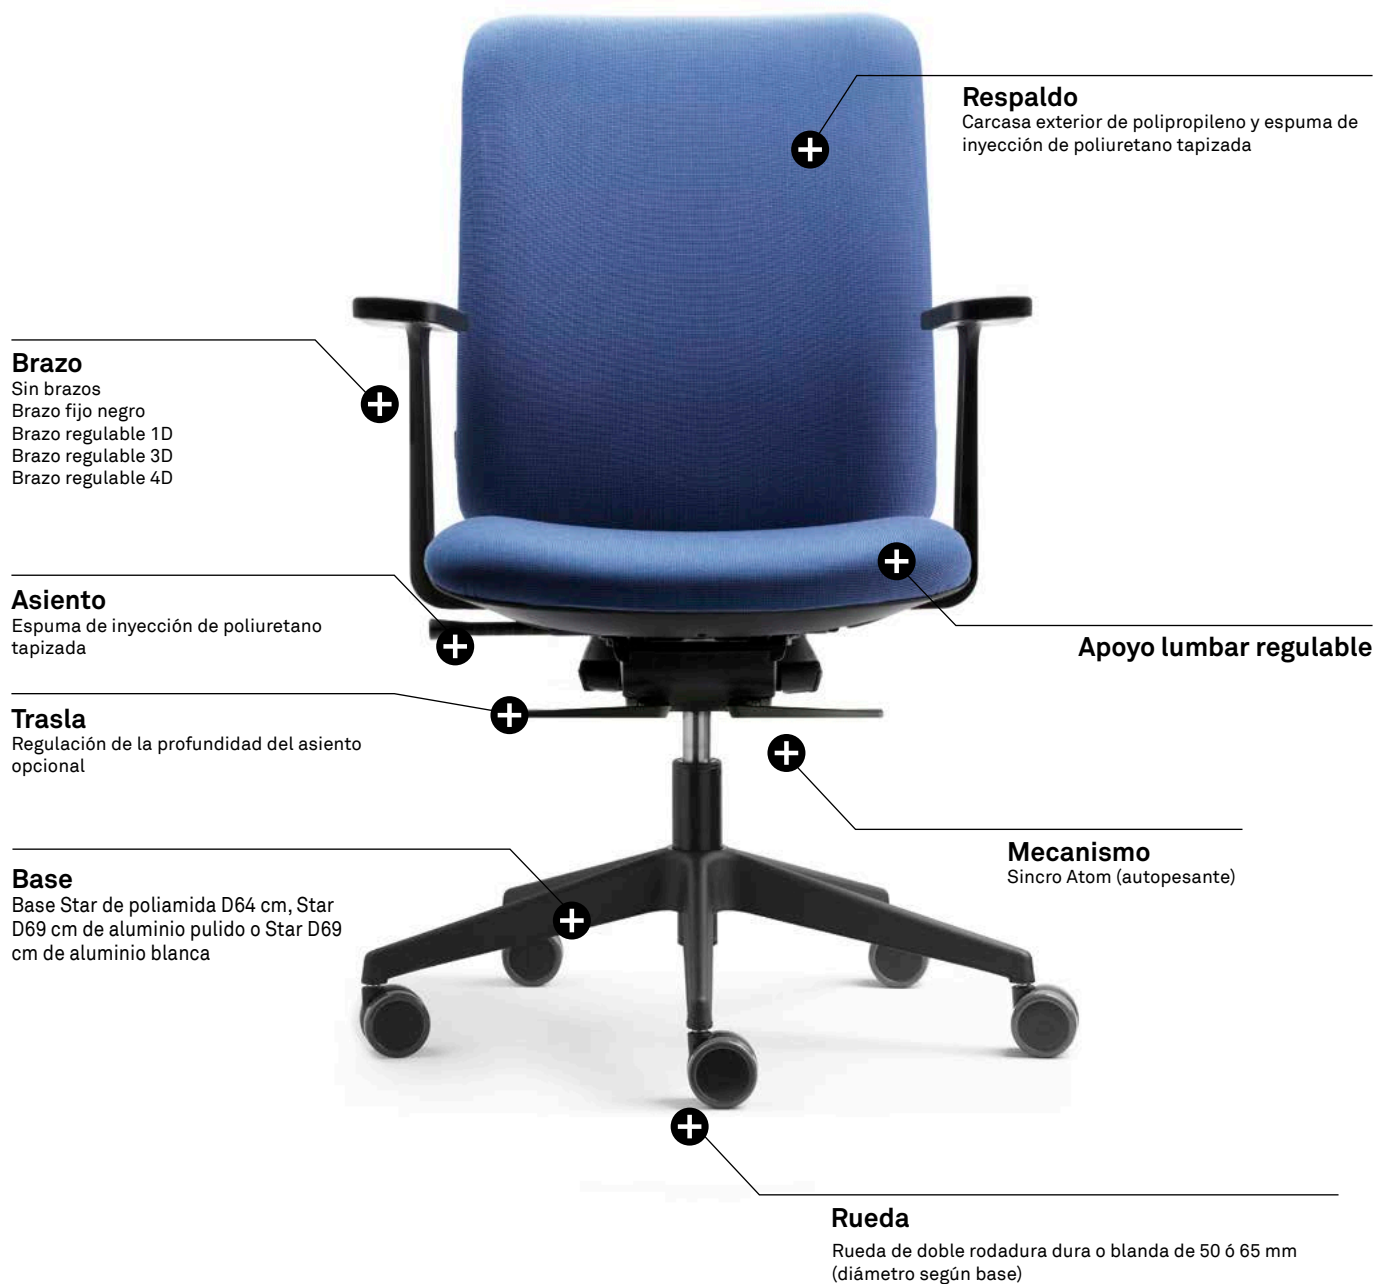 Respaldo
Carcasa exterior de polipropileno y espuma de
inyección de poliuretano tapizada
Brazo
Sin brazos
Brazo fijo negro
Brazo regulable 1D
Brazo regulable 3D
Brazo regulable 4D
Asiento
Espuma de inyección de poliuretano
tapizada
Apoyo lumbar regulable
Trasla
Regulación de la profundidad del asiento
opcional
Mecanismo
Sincro Atom (autopesante)
Base
Base Star de poliamida D64 cm, Star
D69 cm de aluminio pulido o Star D69
cm de aluminio blanca
Rueda
Rueda de doble rodadura dura o blanda de 50 ó 65 mm
(diámetro según base)